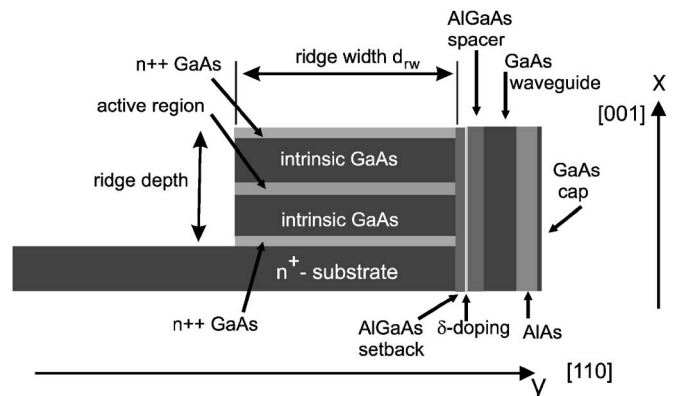 AlGaAs
spacer
ridge width d_rw
n++ GaAs
GaAs
waveguide
X
active region
[001]
intrinsic GaAs
GaAs
cap
ridge depth
intrinsic GaAs
n+- substrate
n++ GaAs
AlGaAs
setback
δ-doping
AlAs
y
[110]